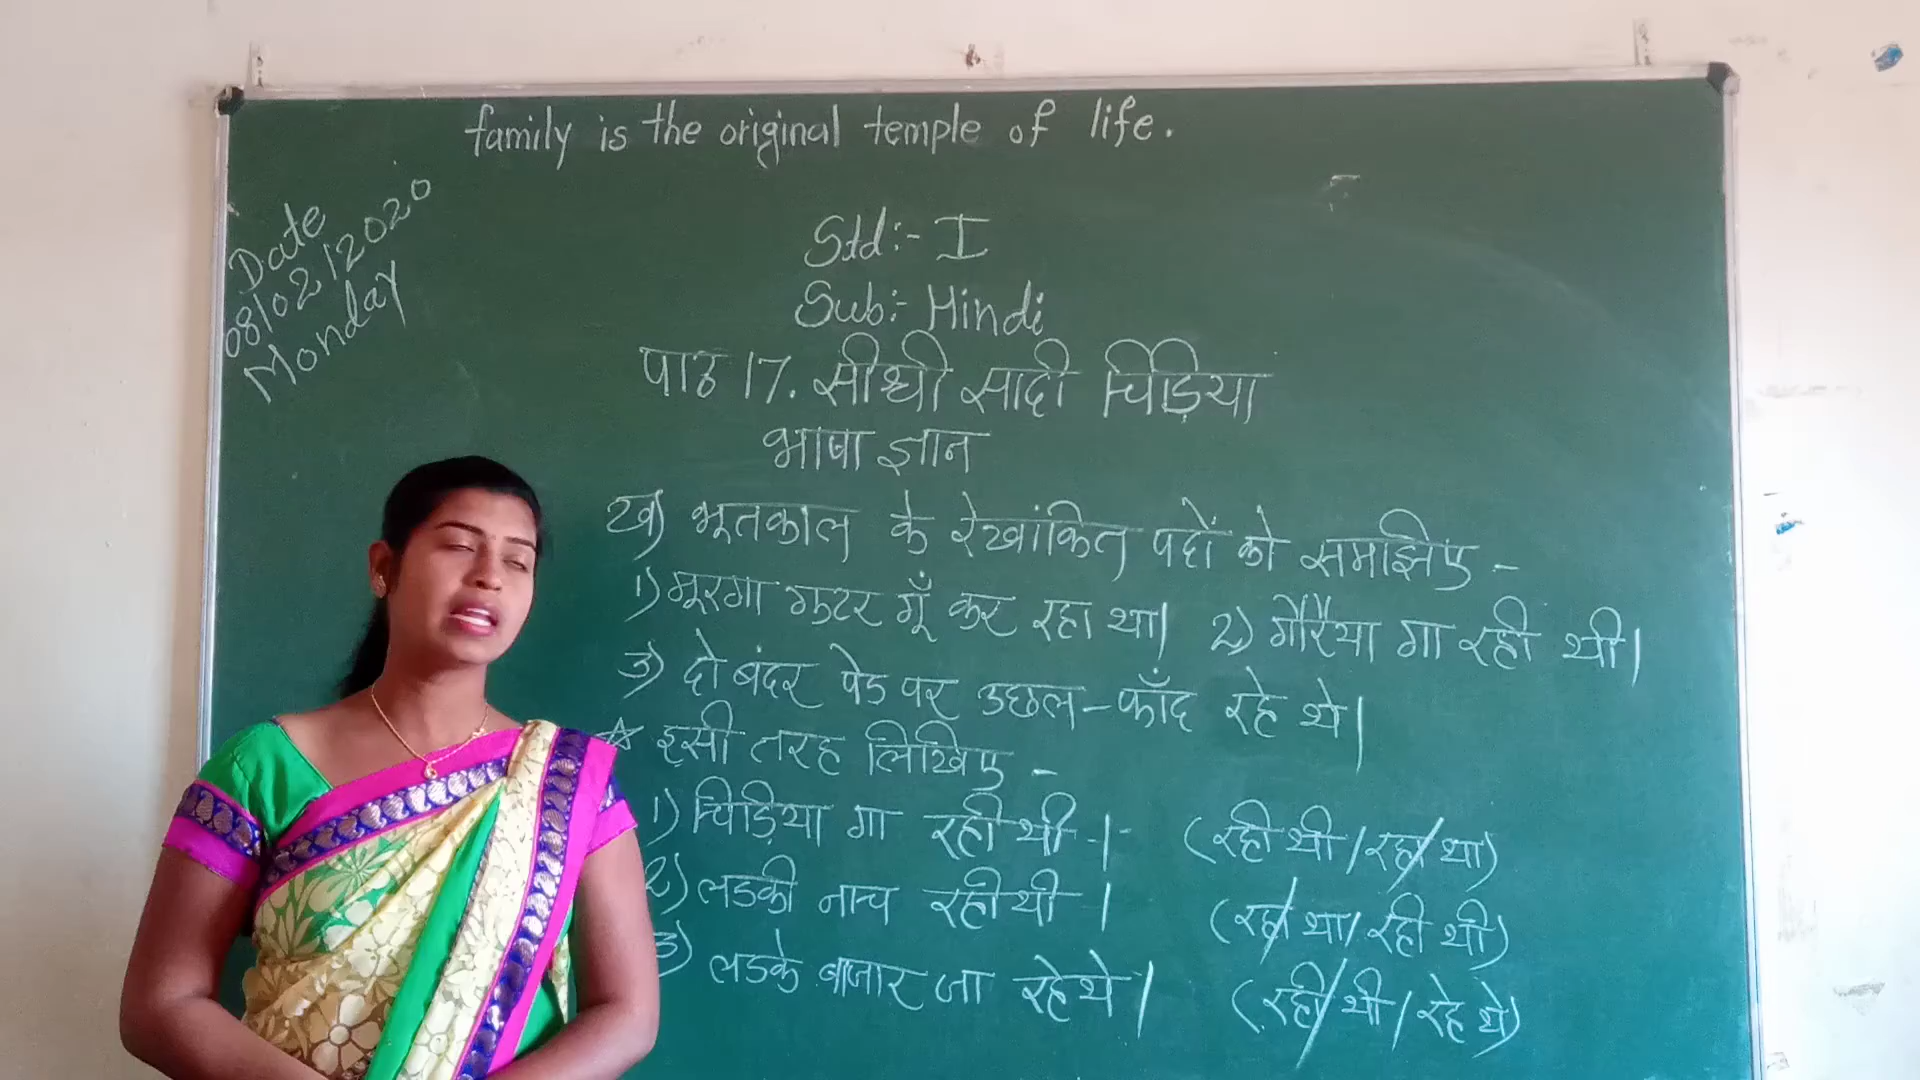 family is the original temple of life.
Date
08/02/2020
Monday
Std:- I
Sub:- Hindi
पाठ 17. सीधी सादी चिड़िया
भाषा ज्ञान
ख) भूतकाल के रेखांकित पदों को समझिए -
1) मूरगा गुटर गूँ कर रहा था| 2) गौरैया गा रही थी|
3) दो बंदर पेड पर उछल-फाँद रहे थे|
☆ इसी तरह लिखिए -
1) चिड़िया गा रही थी-| (रही थी/रहा था)
2) लडकी नाच रही थी | (रहा था/रही थी)
3) लडके बाजार जा रहे थे | (रही थी/रहे थे)